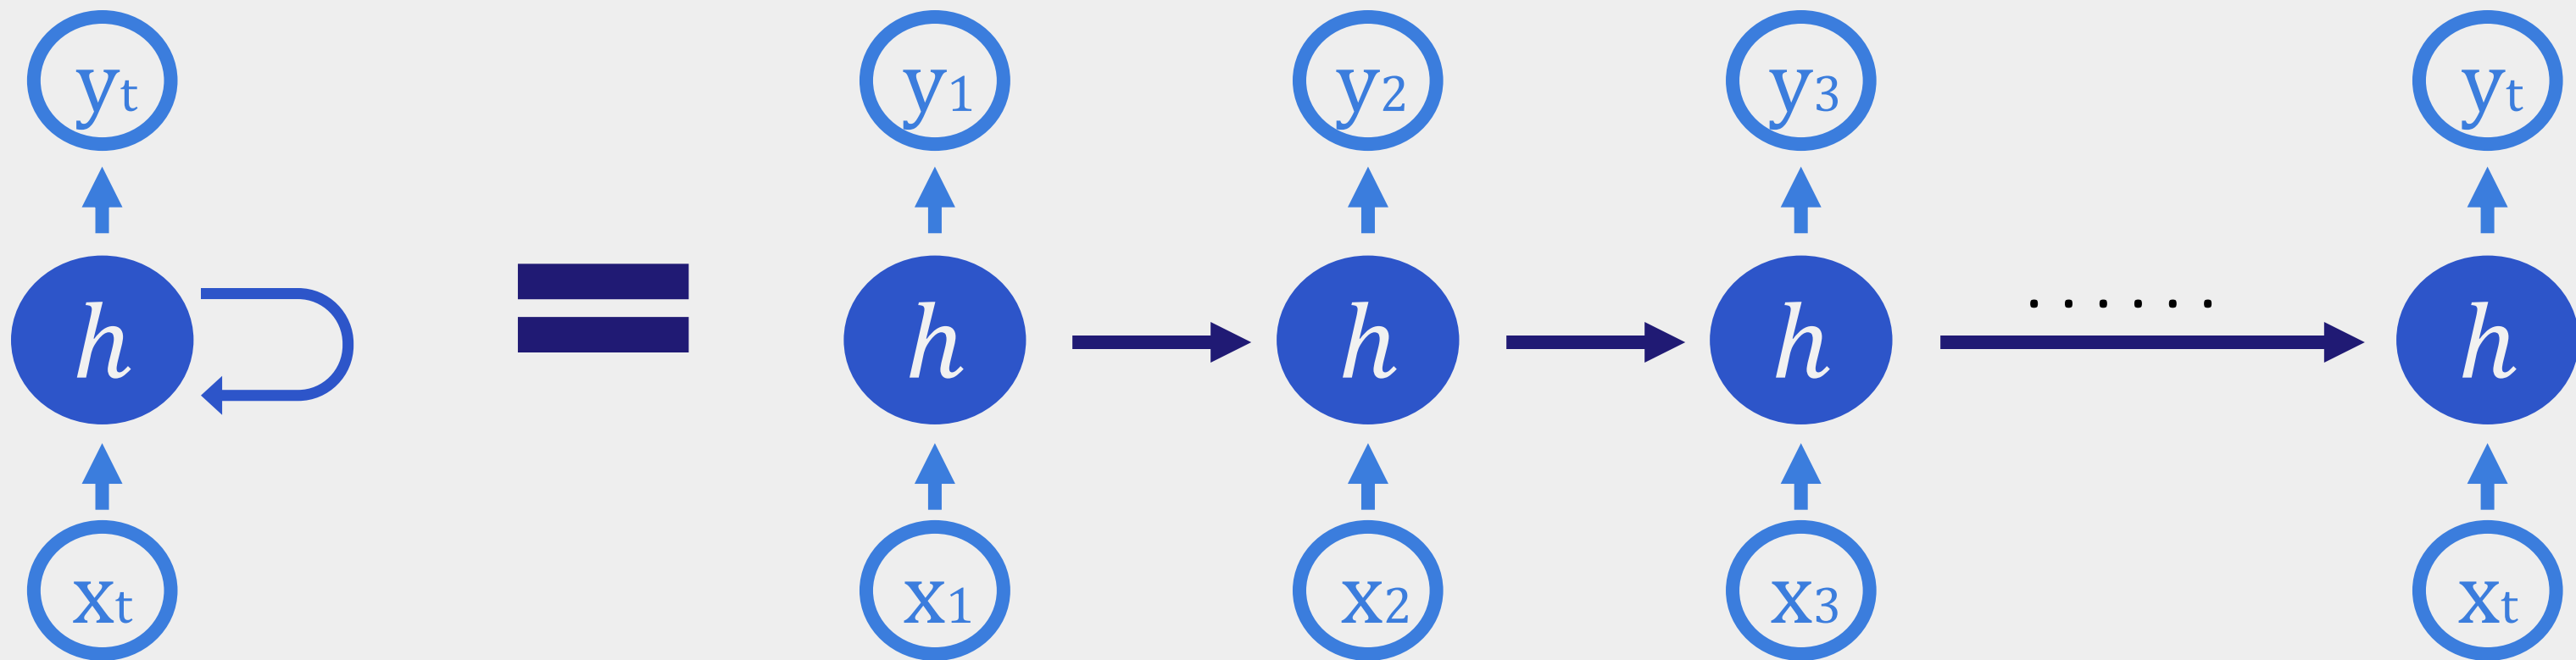 yt y1 y2 y3 yt
h = h h h ...... h
xt x1 x2 x3 xt